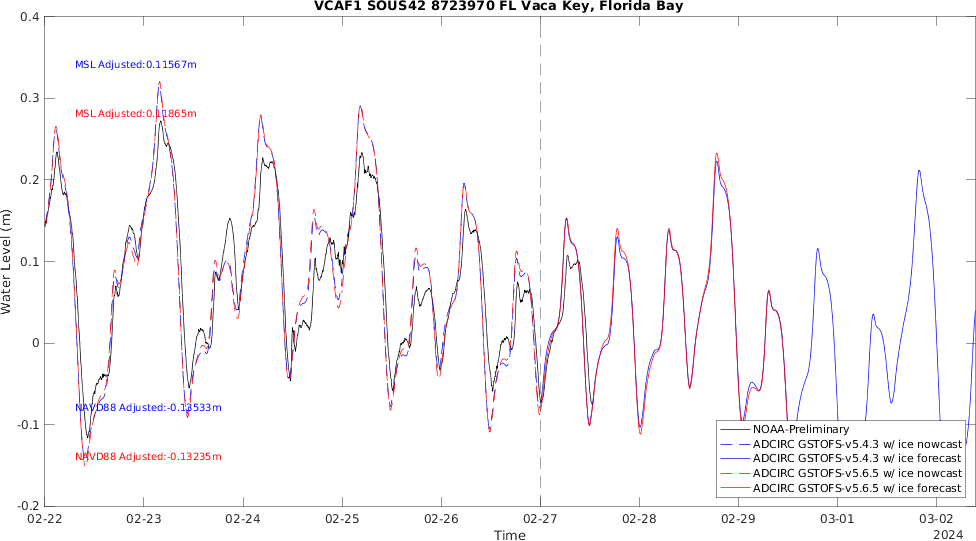 VCAF1 SOUS42 8723970 FL Vaca Key, Florida Bay
0.4
MSL Adjusted:0.11567m
0.3
MSL Adjusted:0.11865m
0.2
Water Level (m)
0.1
0
NAVD88 Adjusted:-0.13533m
-0.1
NAVD88 Adjusted:-0.13235m
-0.2
NOAA-Preliminary
ADCIRC GSTOFS-v5.4.3 w/ ice nowcast
ADCIRC GSTOFS-v5.4.3 w/ ice forecast
ADCIRC GSTOFS-v5.6.5 w/ ice nowcast
ADCIRC GSTOFS-v5.6.5 w/ ice forecast
02-22 02-23 02-24 02-25 02-26 02-27 02-28 02-29 03-01 03-02
Time
2024